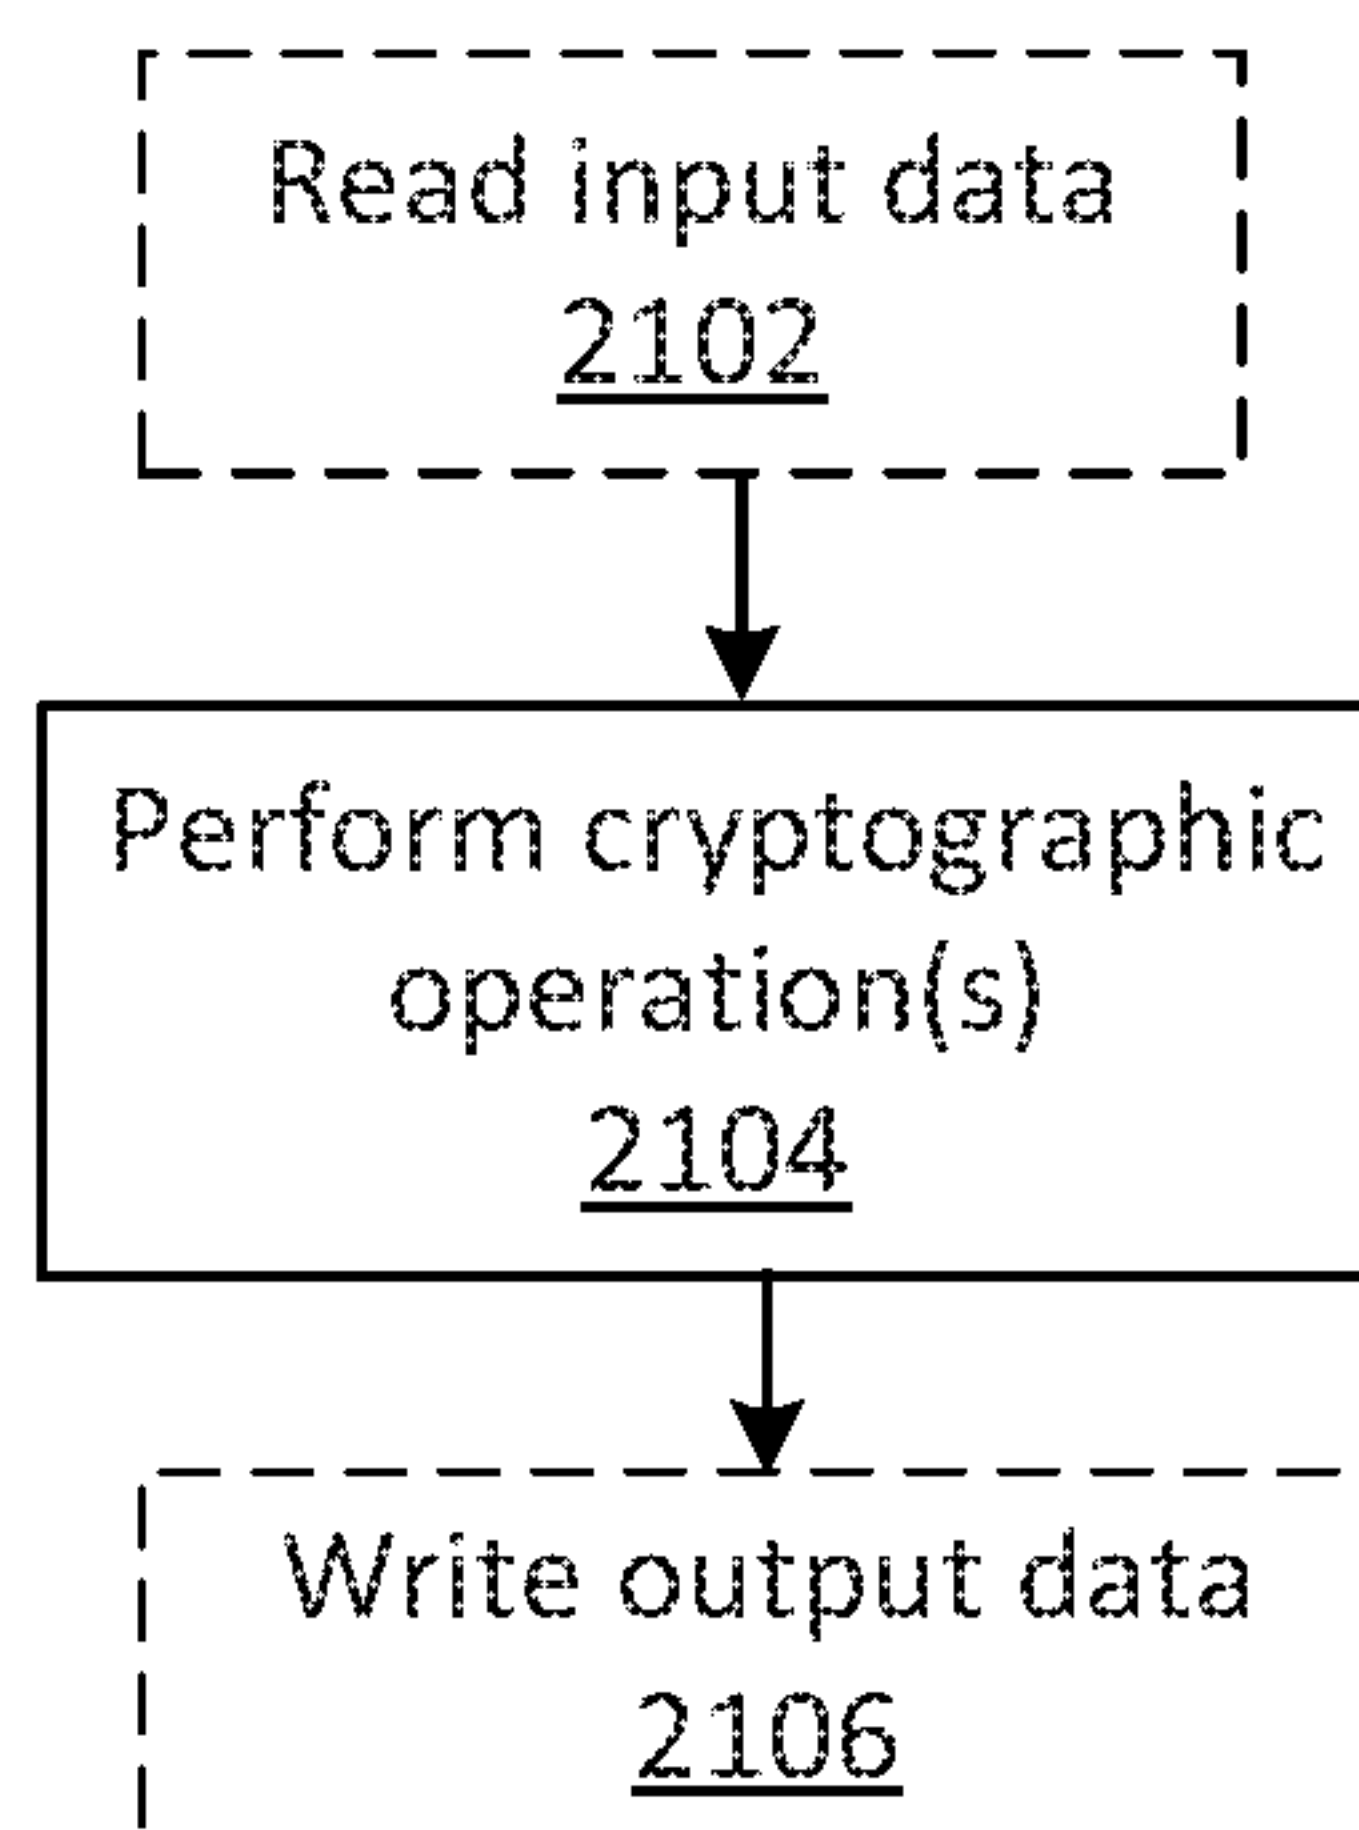 Read input data
2102
Perform cryptographic
operation(s)
2104
Write output data
2106